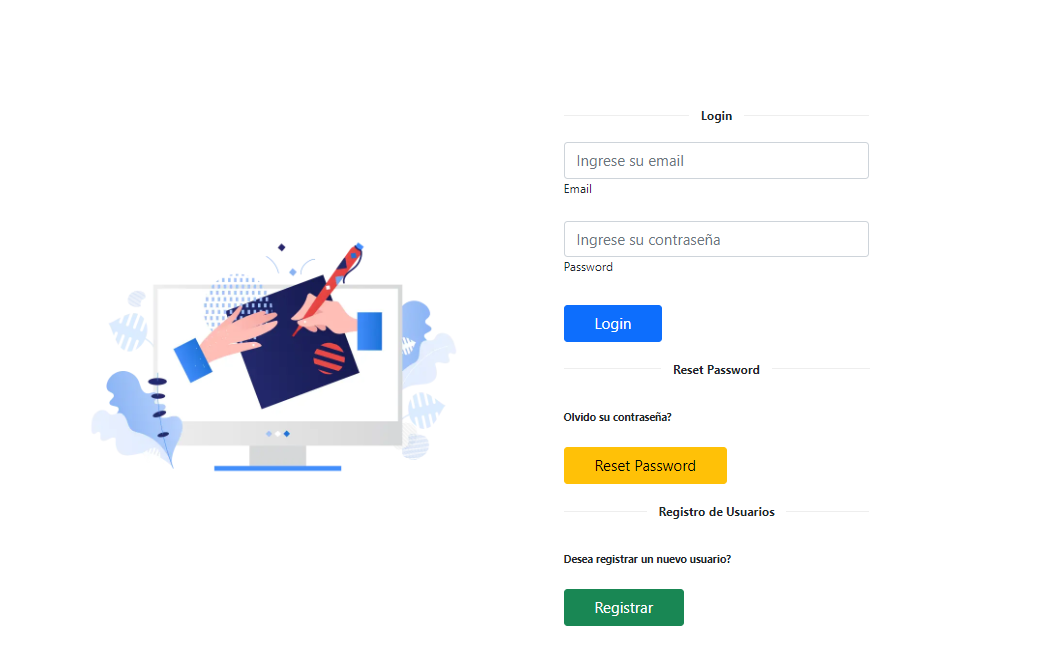 Login
Ingrese su email
Email
Ingrese su contraseña
Password
Login
Reset Password
Olvido su contraseña?
Reset Password
Registro de Usuarios
Desea registrar un nuevo usuario?
Registrar